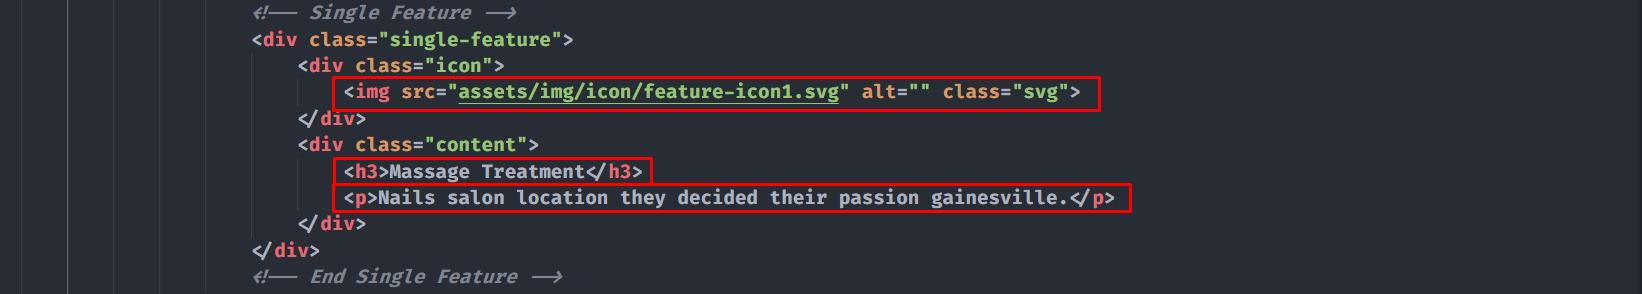 <!-- Single Feature -->
<div class="single-feature">
<div class="icon">
<img src="assets/img/icon/feature-icon1.svg" alt="" class="svg">
</div>
<div class="content">
<h3>Massage Treatment</h3>
<p>Nails salon location they decided their passion gainesville.</p>
</div>
</div>
<!-- End Single Feature -->